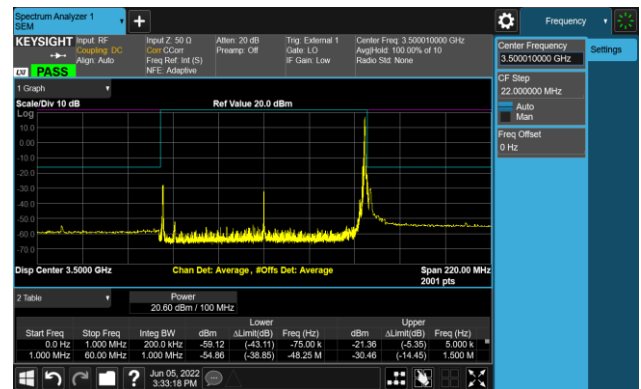 Spectrum Analyzer 1
SEM
Frequency
KEYSIGHT
Input: RF
Coupling: DC
Align: Auto
Input Z: 50 Ω
Corr CCorr
Freq Ref: Int (S)
NFE: Adaptive
Atten: 20 dB
Preamp: Off
Trig: External 1
Gate: LO
IF Gain: Low
Center Freq: 3.500010000 GHz
Avg|Hold: 100.00% of 10
Radio Std: None
LXI
PASS
Center Frequency
3.500010000 GHz
Settings
CF Step
22.000000 MHz
Auto
Man
Freq Offset
0 Hz
1 Graph
Scale/Div 10 dB
Ref Value 20.0 dBm
Log
10.0
0.00
-10.0
-20.0
-30.0
-40.0
-50.0
-60.0
-70.0
Disp Center 3.5000 GHz
Chan Det: Average , #Offs Det: Average
Span 220.00 MHz
2001 pts
2 Table
Power
20.60 dBm / 100 MHz
Lower Upper
Start Freq Stop Freq Integ BW dBm ΔLimit(dB) Freq (Hz) dBm ΔLimit(dB) Freq (Hz)
0.0 Hz 1.000 MHz 200.0 kHz -59.12 (-43.11) -75.00 k -21.36 (-5.35) 5.000 k
1.000 MHz 60.00 MHz 1.000 MHz -54.86 (-38.85) -48.25 M -30.46 (-14.45) 1.500 M
?
Jun 05, 2022
3:33:18 PM